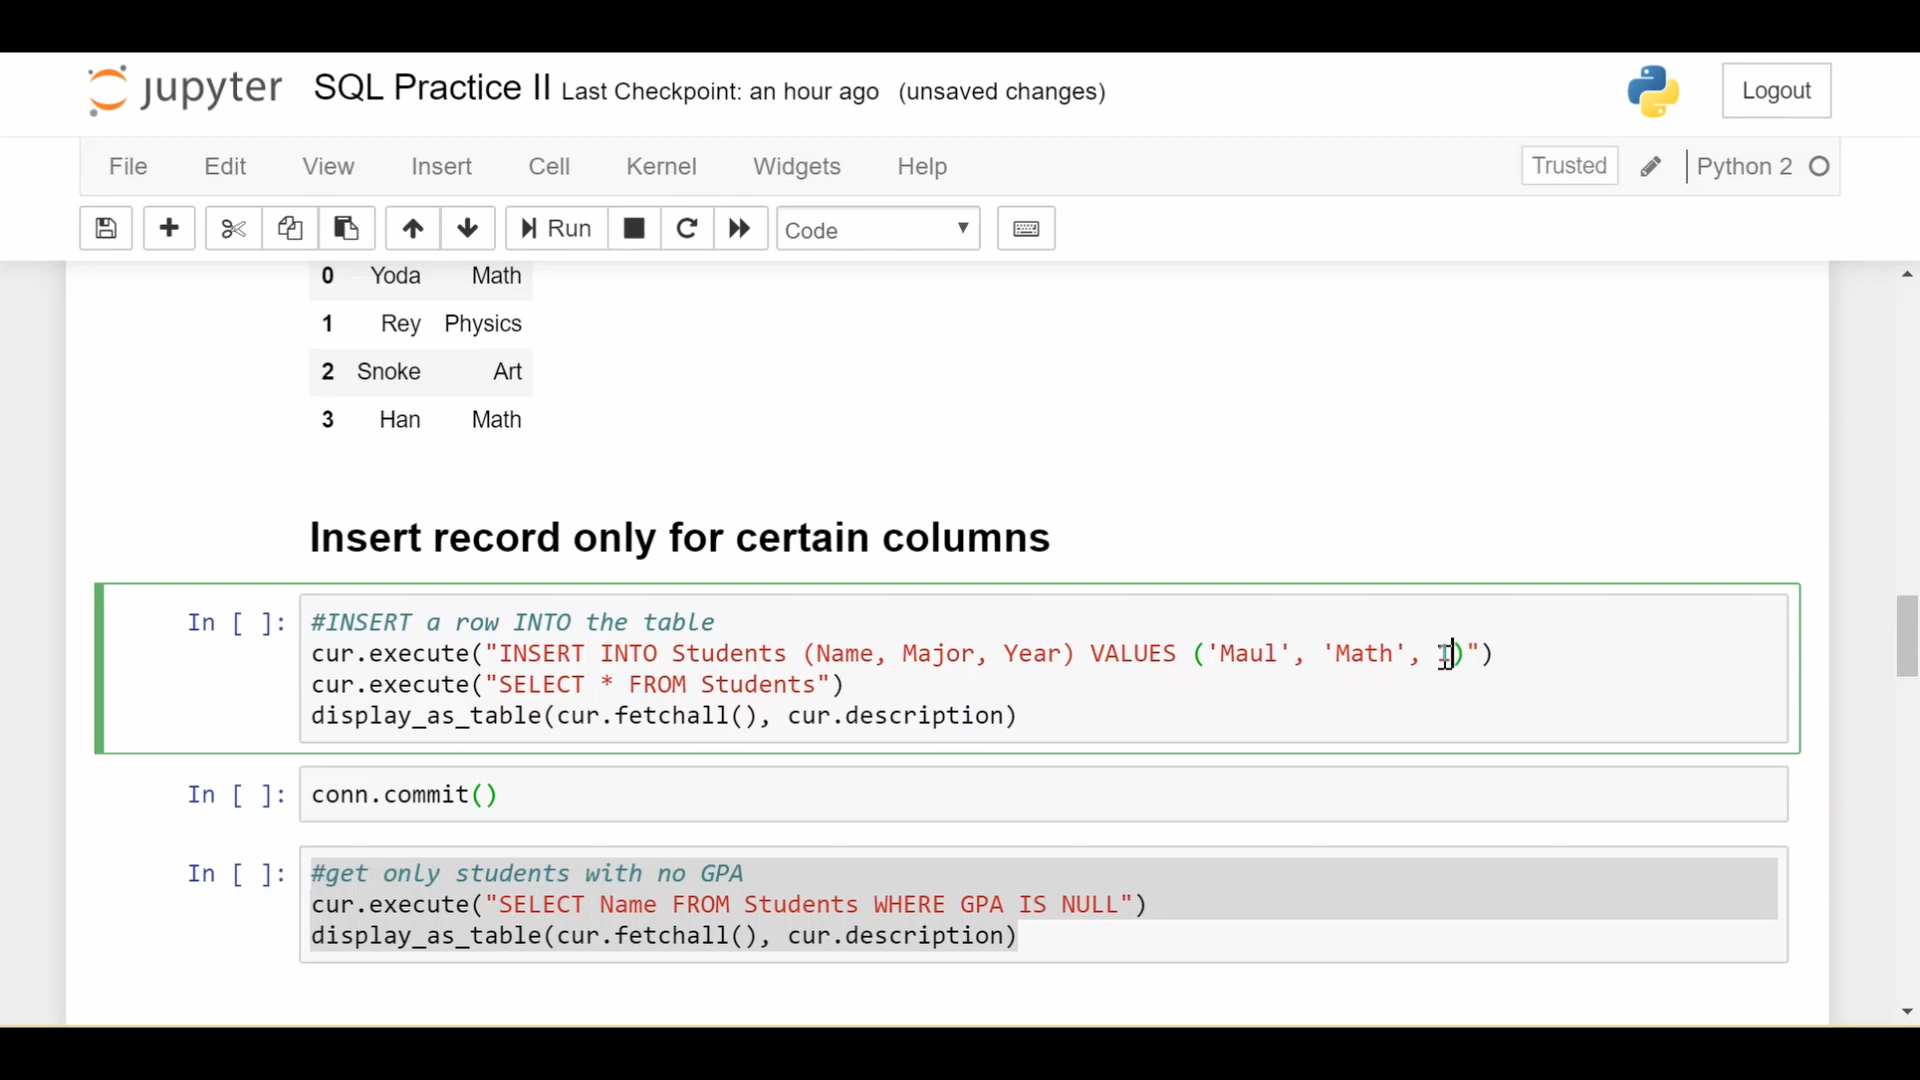 jupyter SQL Practice II Last Checkpoint: an hour ago (unsaved changes) Logout
File Edit View Insert Cell Kernel Widgets Help Trusted Python 2
Run Code
0 Yoda Math
1 Rey Physics
2 Snoke Art
3 Han Math
Insert record only for certain columns
In [ ]: #INSERT a row INTO the table
cur.execute("INSERT INTO Students (Name, Major, Year) VALUES ('Maul', 'Math', )")
cur.execute("SELECT * FROM Students")
display_as_table(cur.fetchall(), cur.description)
In [ ]: conn.commit()
In [ ]: #get only students with no GPA
cur.execute("SELECT Name FROM Students WHERE GPA IS NULL")
display_as_table(cur.fetchall(), cur.description)